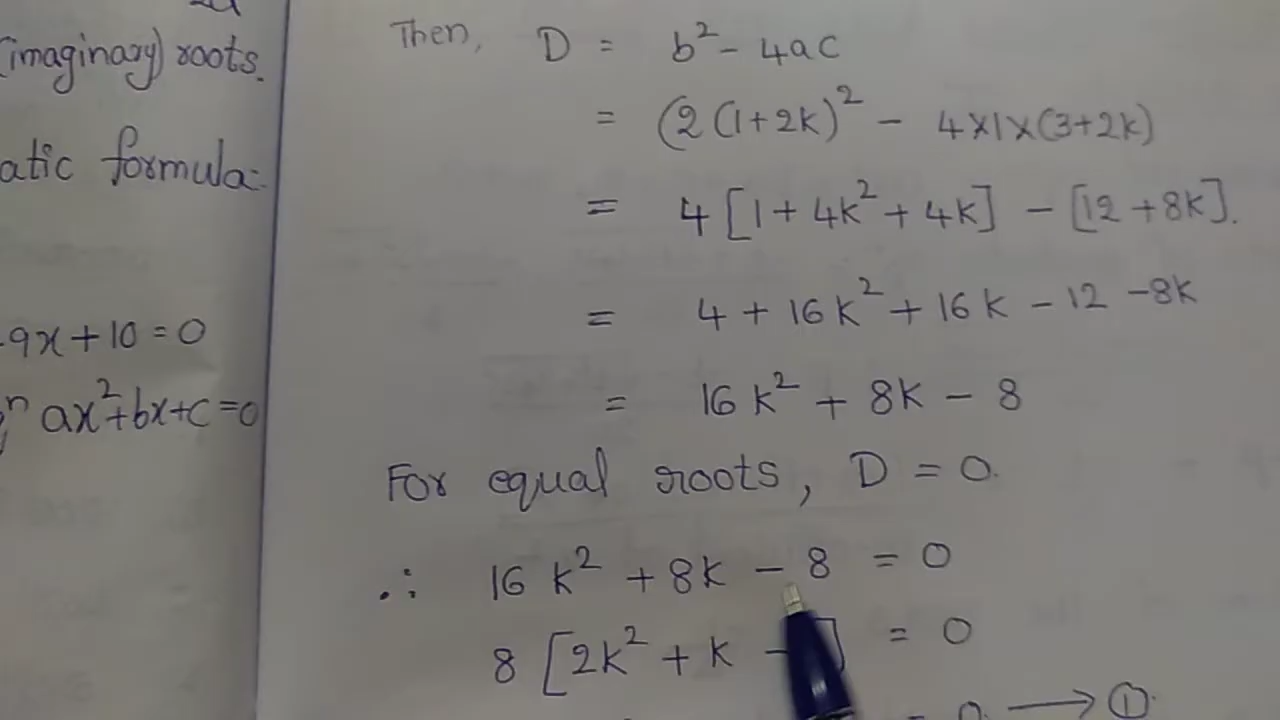 (imaginary) roots.
atic formula:
9x + 10 = 0
n ax² + bx + c = 0
Then, D = b² - 4ac
= (2(1+2k)² - 4×1×(3+2k)
= 4[1 + 4k² + 4k] - [12 + 8k].
= 4 + 16k² + 16k - 12 - 8k
= 16k² + 8k - 8
For equal roots, D = 0.
∴ 16k² + 8k - 8 = 0
8 [2k² + k - ] = 0
= 0 → ①